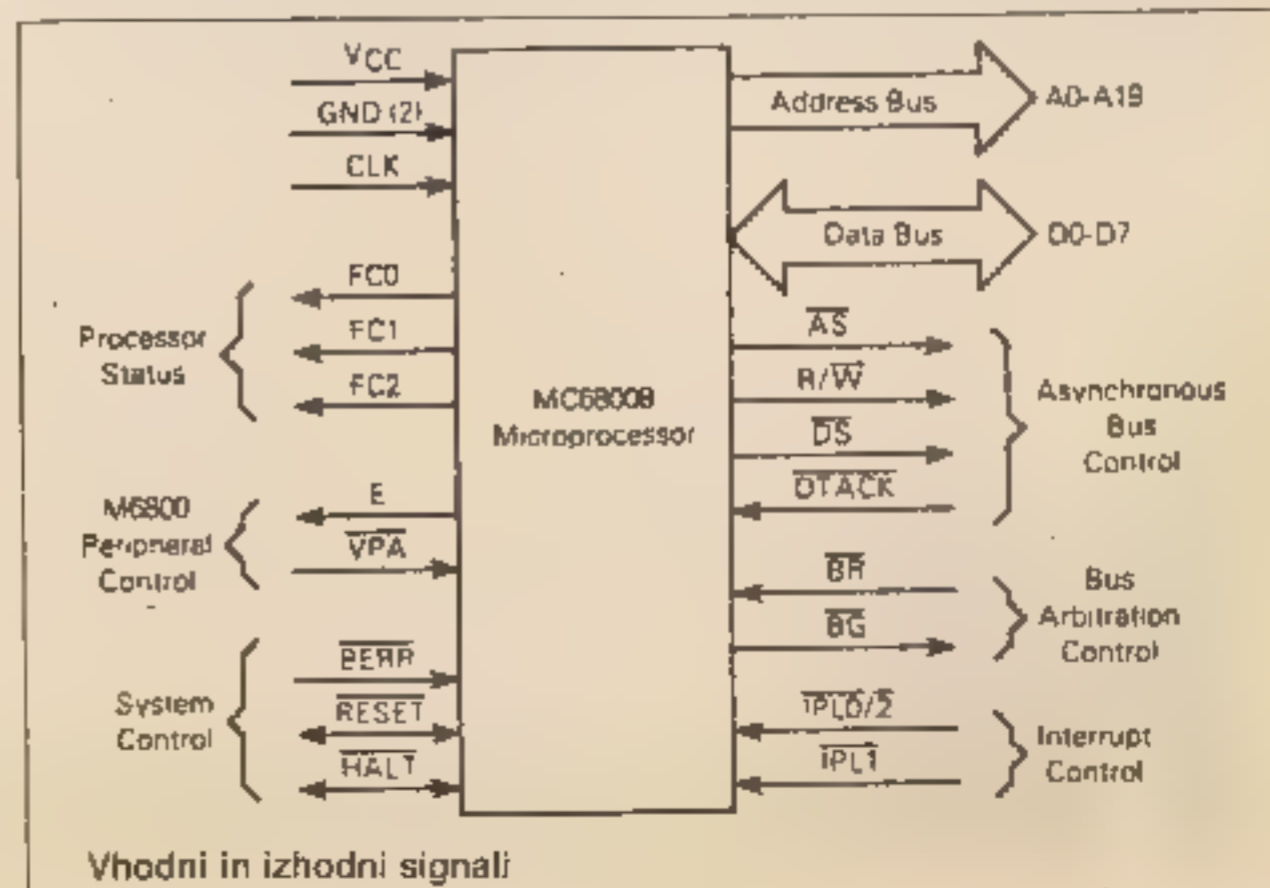 VCC
GND (2)
CLK
FC0
FC1
FC2
Processor
Status
E
VPA
M6800
Peripheral
Control
BERR
RESET
HALT
System
Control
MC68008
Microprocessor
Address Bus
A0-A19
Data Bus
D0-D7
AS
R/W
DS
DTACK
Asynchronous
Bus
Control
BR
BG
Bus
Arbitration
Control
IPL0/2
IPL1
Interrupt
Control
Vhodni in izhodni signali